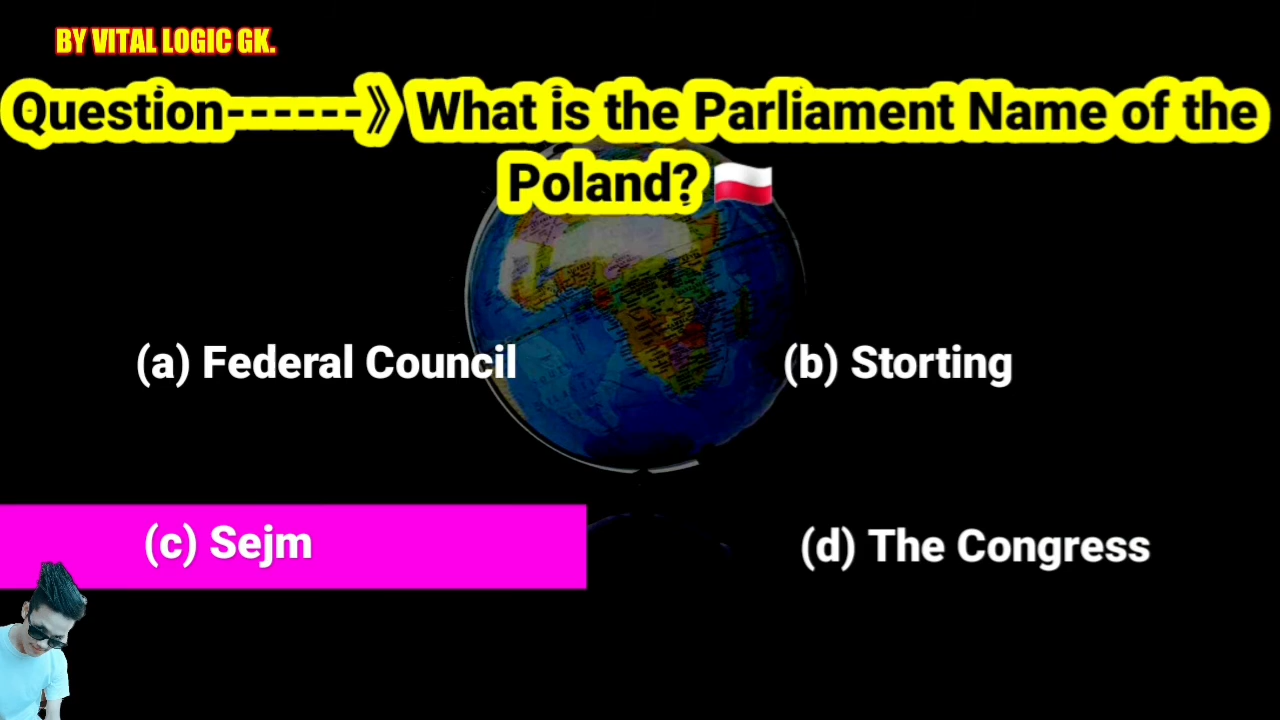 BY VITAL LOGIC GK.
Question------》What is the Parliament Name of the
Poland? 🇵🇱
(a) Federal Council
(b) Storting
(c) Sejm
(d) The Congress